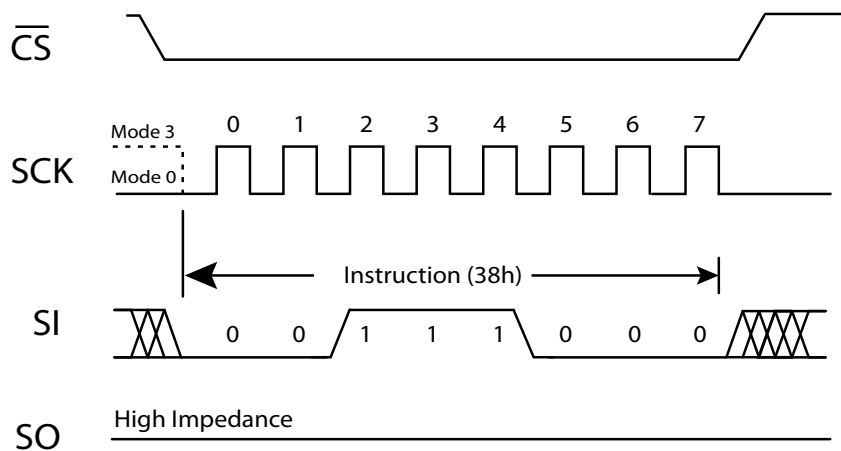 CS
Mode 3
0 1 2 3 4 5 6 7
SCK
Mode 0
Instruction (38h)
SI
0 0 1 1 1 0 0 0
High Impedance
SO